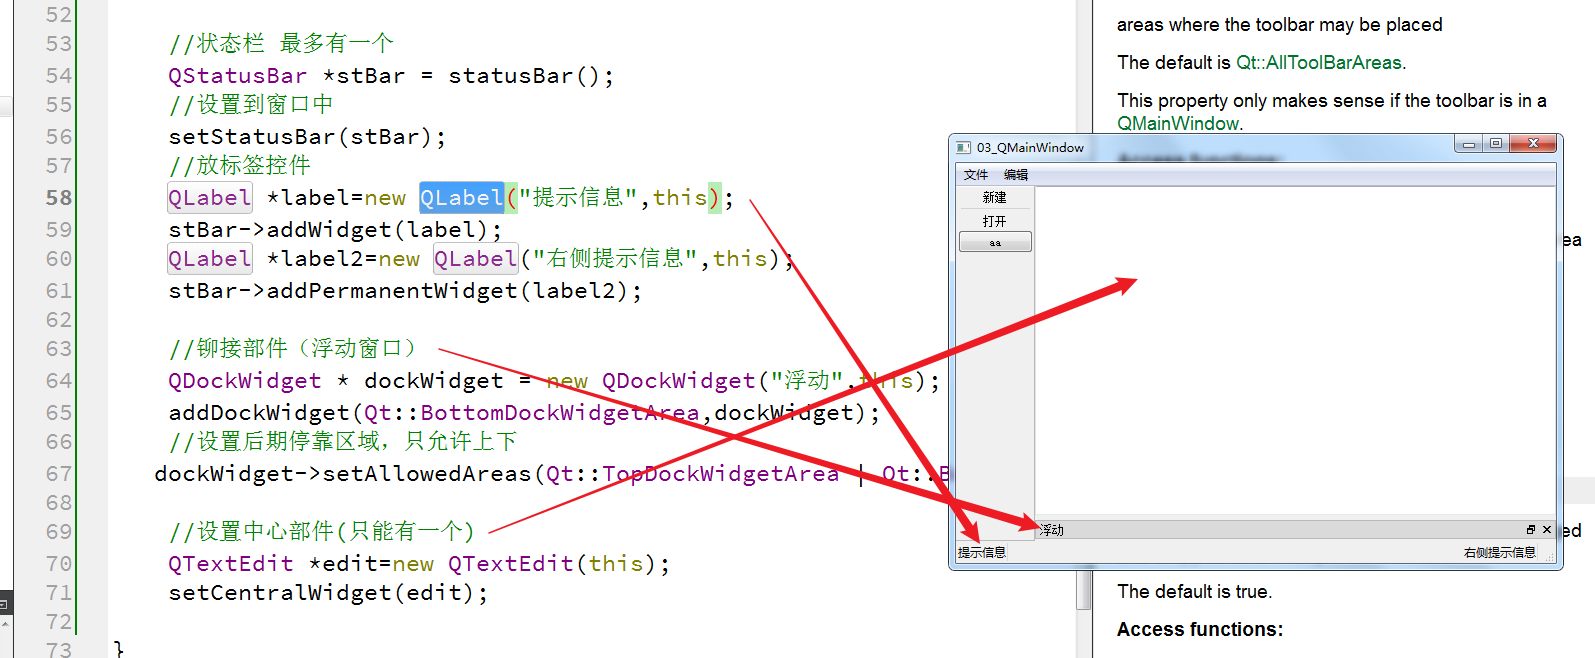 52
53 //状态栏 最多有一个
54 QStatusBar *stBar = statusBar();
55 //设置到窗口中
56 setStatusBar(stBar);
57 //放标签控件
58 QLabel *label=new QLabel("提示信息",this);
59 stBar->addWidget(label);
60 QLabel *label2=new QLabel("右侧提示信息",this);
61 stBar->addPermanentWidget(label2);
62
63 //铆接部件（浮动窗口）
64 QDockWidget * dockWidget = new QDockWidget("浮动",this);
65 addDockWidget(Qt::BottomDockWidgetArea,dockWidget);
66 //设置后期停靠区域，只允许上下
67 dockWidget->setAllowedAreas(Qt::TopDockWidgetArea | Qt::B
68
69 //设置中心部件(只能有一个)
70 QTextEdit *edit=new QTextEdit(this);
71 setCentralWidget(edit);
72
73 }
areas where the toolbar may be placed
The default is Qt::AllToolBarAreas.
This property only makes sense if the toolbar is in a
QMainWindow.
03_QMainWindow
文件 编辑
新建
打开
aa
浮动
提示信息 右侧提示信息
ea
ed
The default is true.
Access functions: